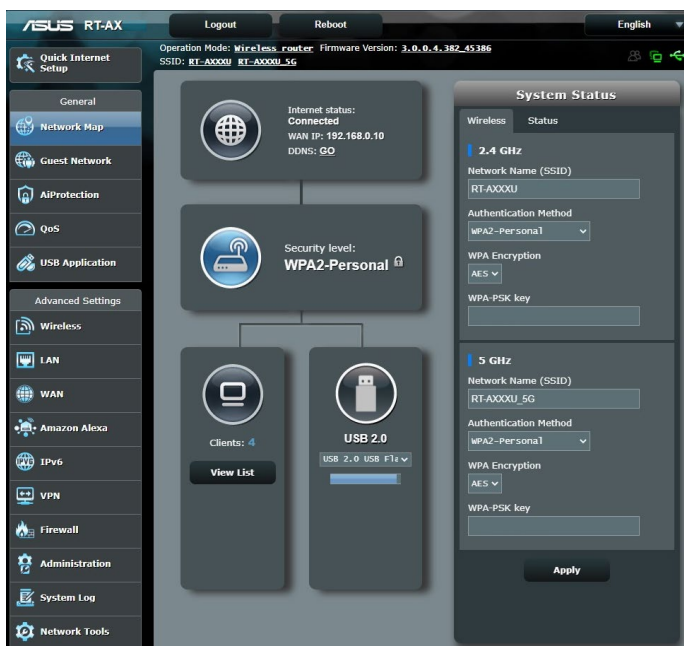 ASUS RT-AX
Logout
Reboot
English
Quick Internet
Setup
Operation Mode: Wireless router Firmware Version: 3.0.0.4.382_45386
SSID: RT-AXXXU RT-AXXXU_5G
General
Network Map
Guest Network
AiProtection
QoS
USB Application
Advanced Settings
Wireless
LAN
WAN
Amazon Alexa
IPv6
VPN
Firewall
Administration
System Log
Network Tools
Internet status:
Connected
WAN IP: 192.168.0.10
DDNS: GO
Security level:
WPA2-Personal
Clients: 4
View List
USB 2.0
USB 2.0 USB Fla
System Status
Wireless
Status
2.4 GHz
Network Name (SSID)
RT-AXXXU
Authentication Method
WPA2-Personal
WPA Encryption
AES
WPA-PSK key
5 GHz
Network Name (SSID)
RT-AXXXU_5G
Authentication Method
WPA2-Personal
WPA Encryption
AES
WPA-PSK key
Apply